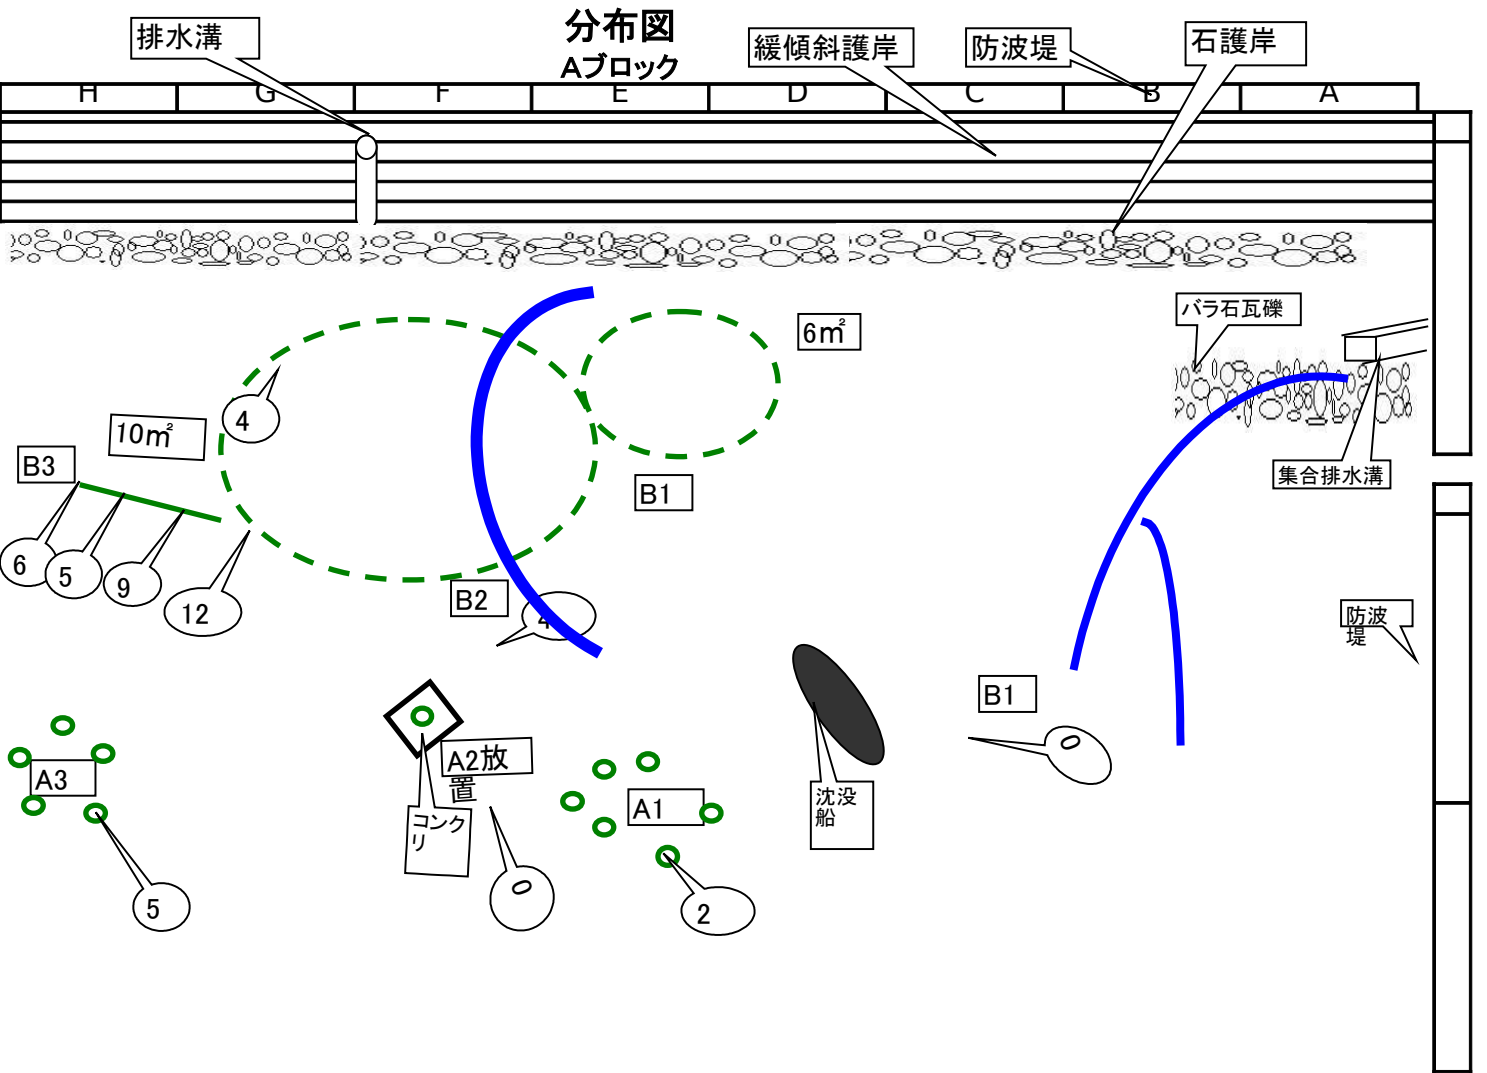 分布図
Aブロック
排水溝
緩傾斜護岸
防波堤
石護岸
H G F E D C B A
バラ石瓦礫
6㎡
集合排水溝
4
10㎡
B3
B1
6
5
9
12
B2
4
防波
堤
B1
0
A3
A2放
置
コンク
リ
A1
沈没
船
5
0
2